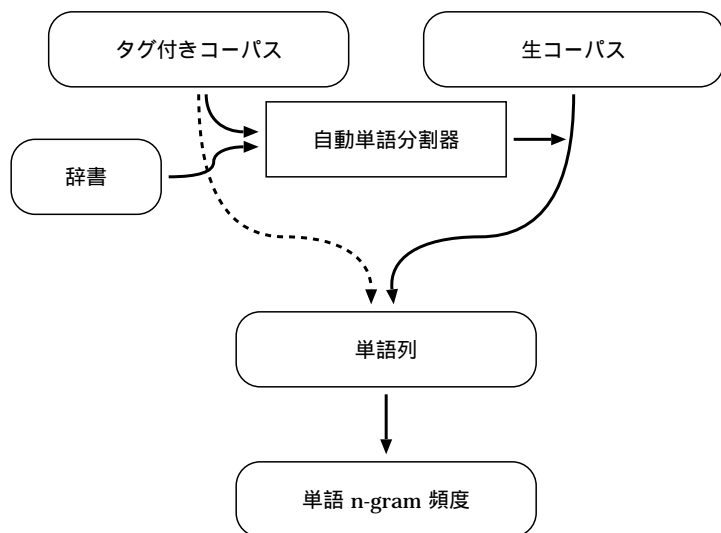 タグ付きコーパス
生コーパス
自動単語分割器
辞書
単語列
単語 n-gram 頻度